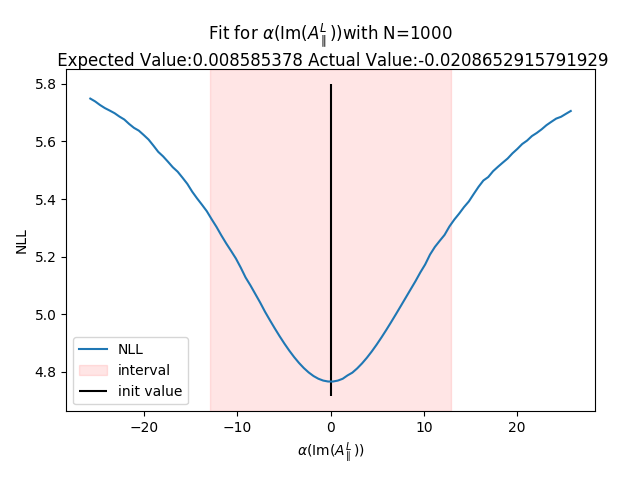 Fit for α(Im(A∥^L))with N=1000
Expected Value:0.008585378 Actual Value:-0.0208652915791929
5.8
5.6
5.4
5.2
5.0
4.8
NLL
NLL
interval
init value
−20
−10
0
10
20
α(Im(A∥^L))